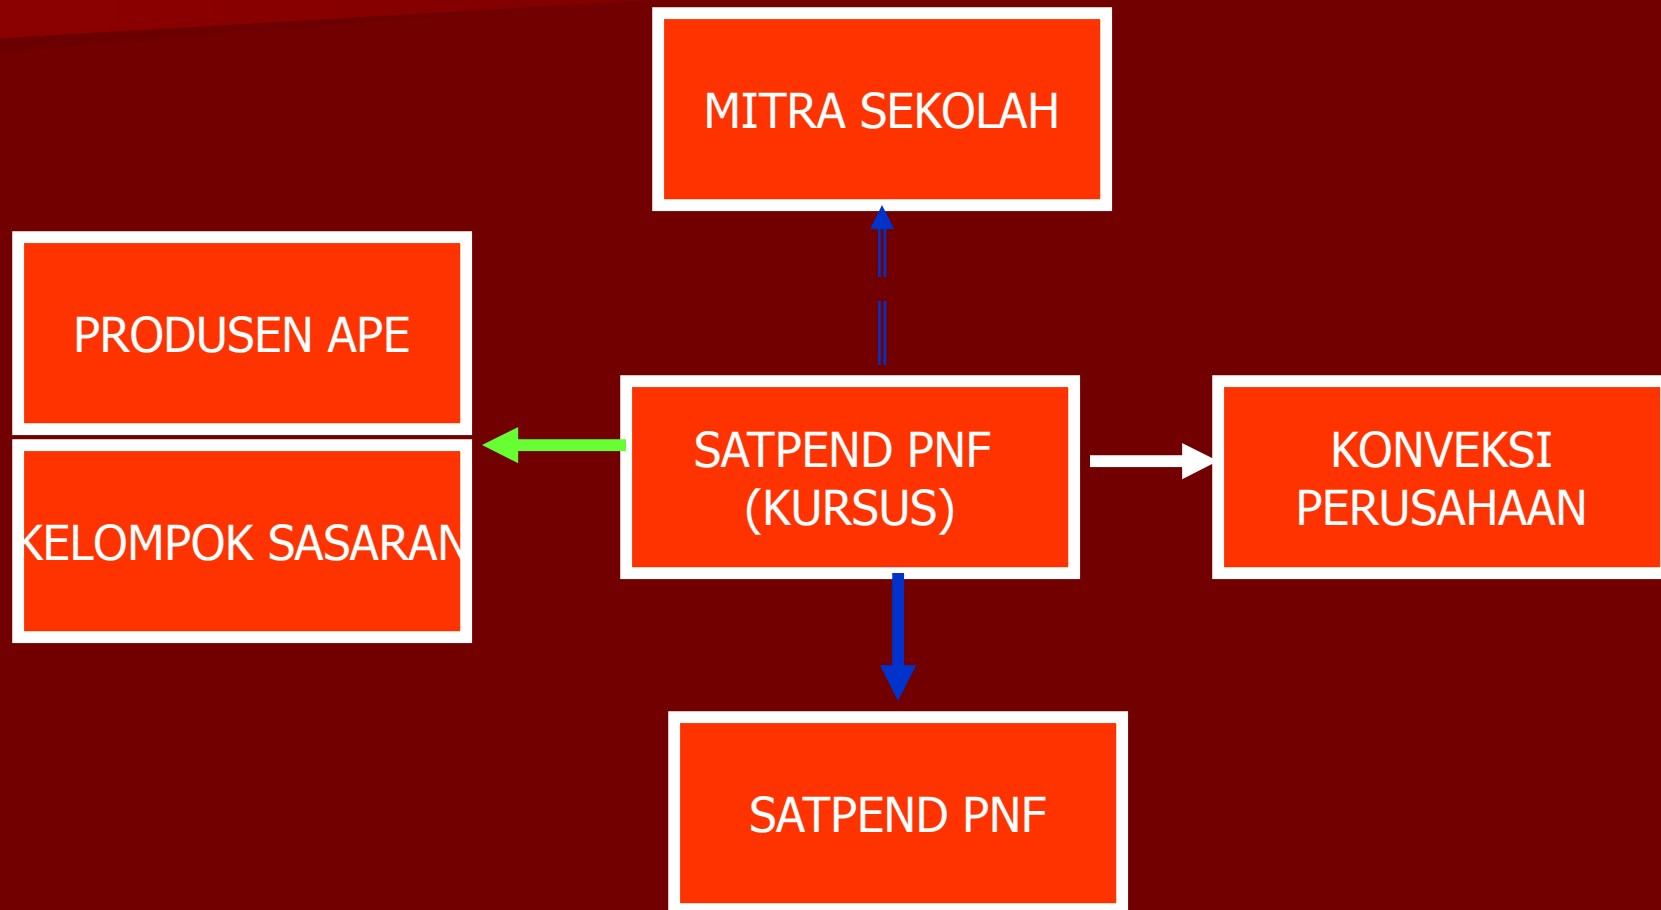 MITRA SEKOLAH
PRODUSEN APE
KELOMPOK SASARAN
SATPEND PNF
(KURSUS)
KONVEKSI
PERUSAHAAN
SATPEND PNF